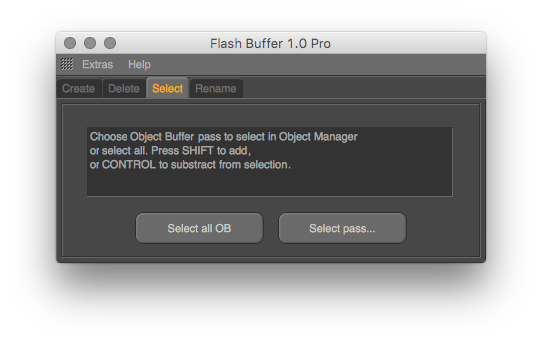 Flash Buffer 1.0 Pro
Extras Help
Create Delete Select Rename
Choose Object Buffer pass to select in Object Manager
or select all. Press SHIFT to add,
or CONTROL to substract from selection.
Select all OB Select pass...